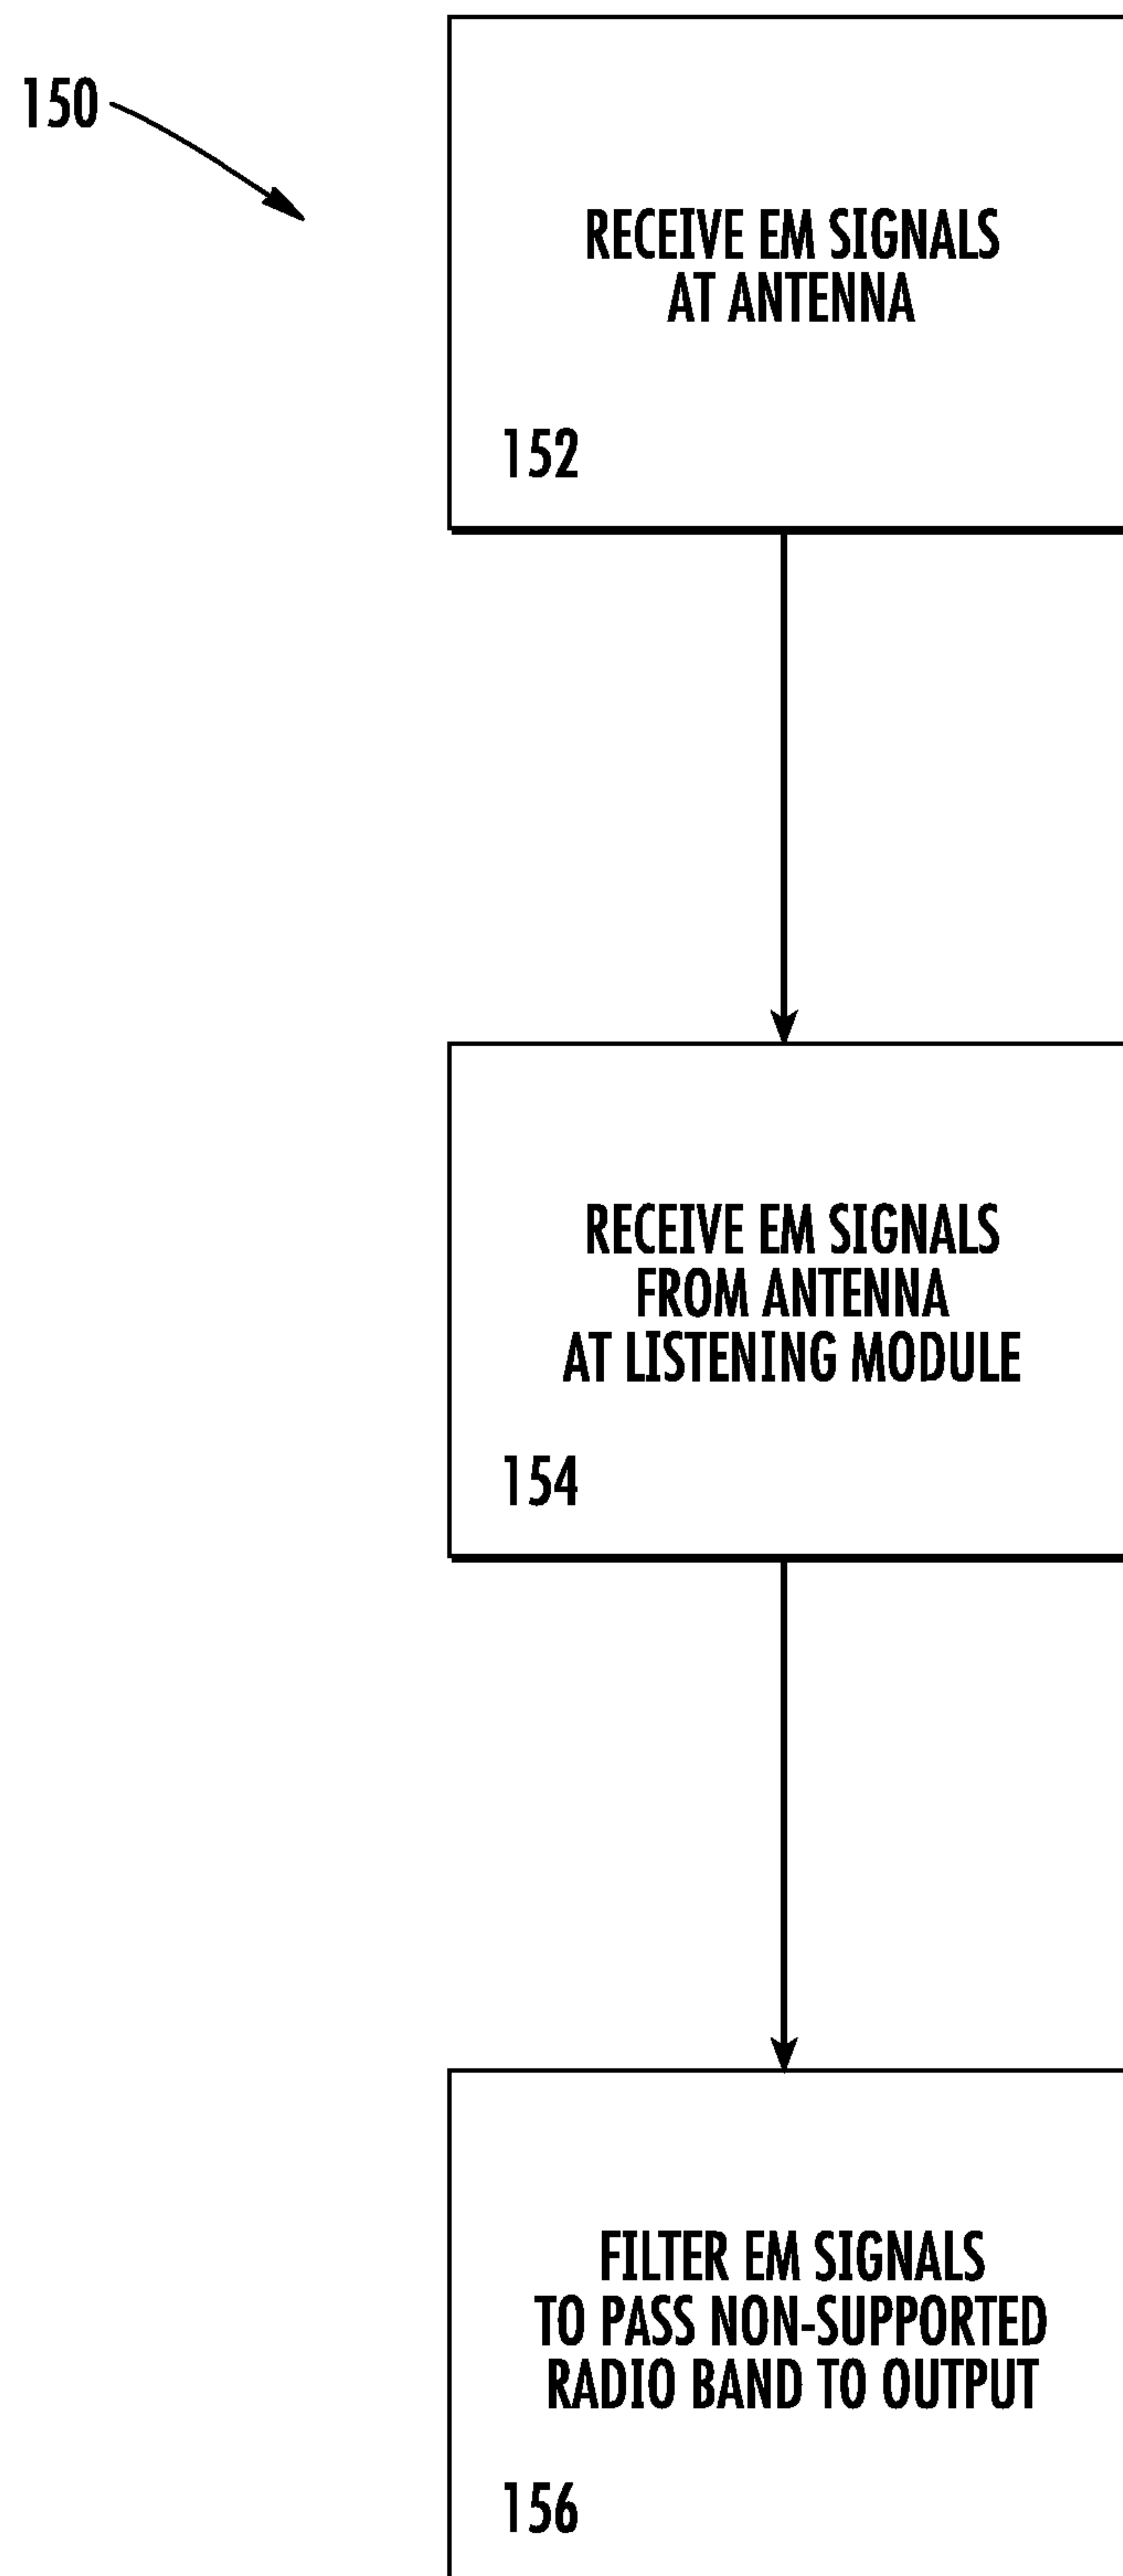 150
RECEIVE EM SIGNALS
AT ANTENNA
152
RECEIVE EM SIGNALS
FROM ANTENNA
AT LISTENING MODULE
154
FILTER EM SIGNALS
TO PASS NON-SUPPORTED
RADIO BAND TO OUTPUT
156